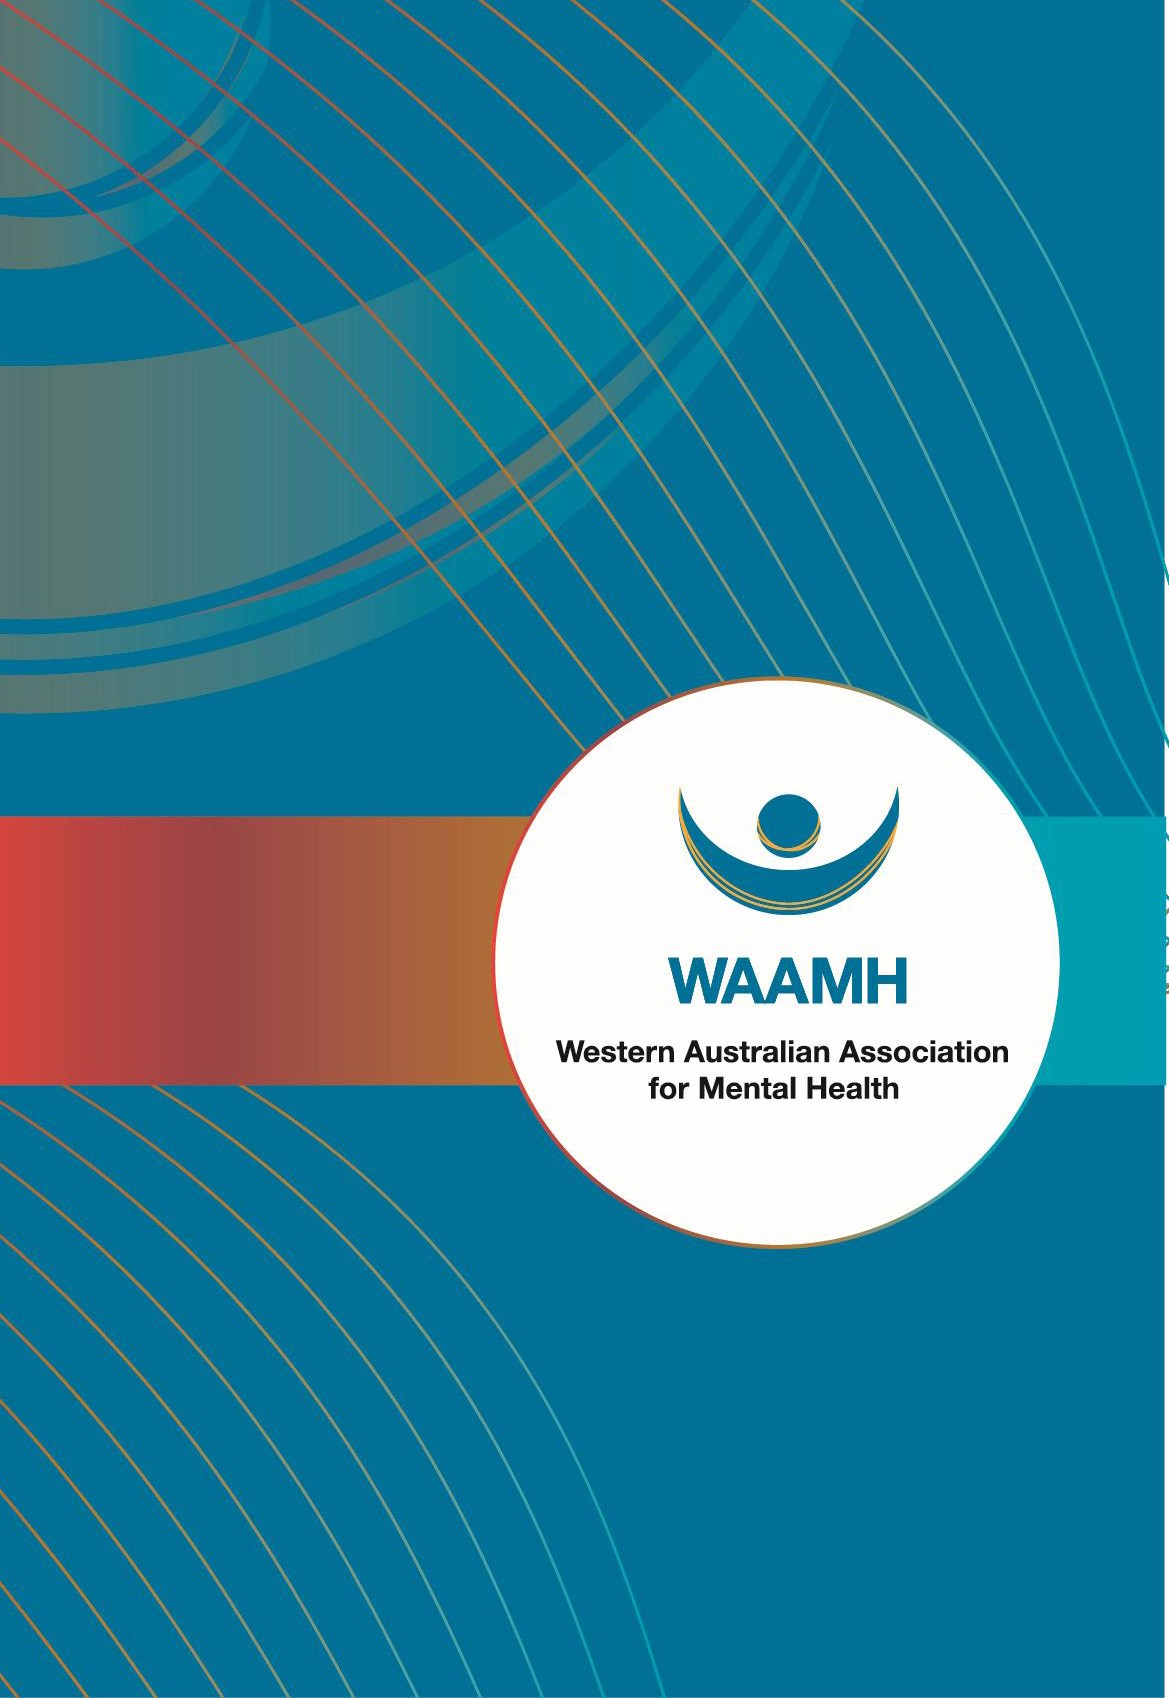 WAAMH
Western Australian Association
for Mental Health